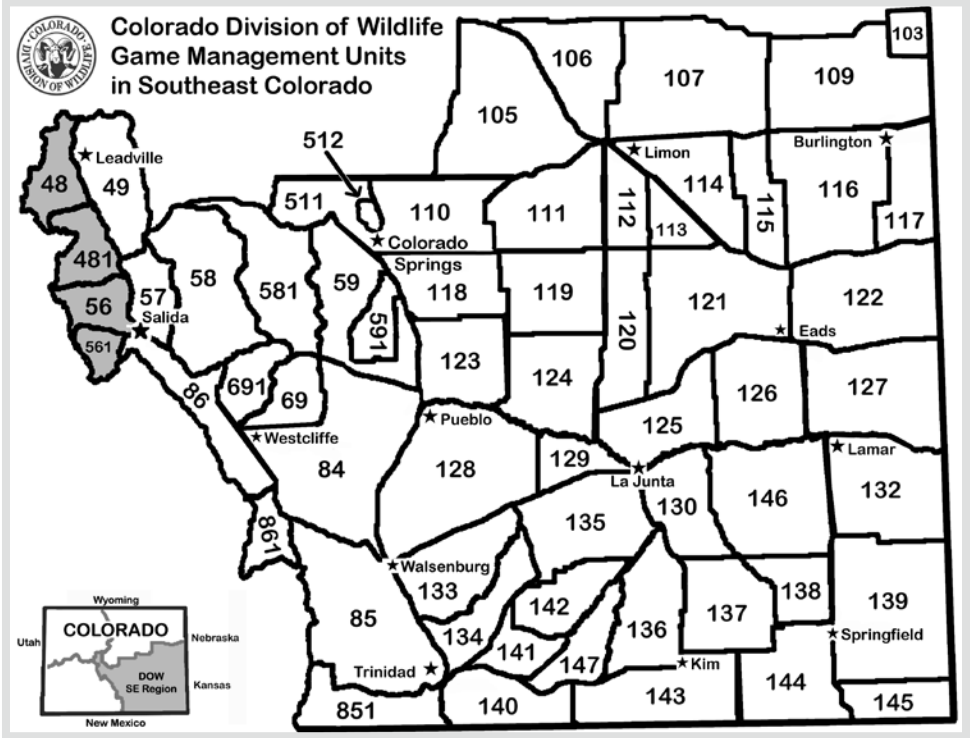 COLORADO
DIVISION OF WILDLIFE
Colorado Division of Wildlife
Game Management Units
in Southeast Colorado
103
106
107
109
105
512
Leadville
Limon
Burlington
48
49
511
110
111
112
114
113
115
116
117
Colorado
Springs
481
57
58
581
59
118
119
121
122
56
Salida
591
120
Eads
561
123
124
126
127
86
691
69
125
Pueblo
Westcliffe
84
128
129
La Junta
Lamar
130
146
132
861
135
Walsenburg
133
142
138
139
85
134
141
136
137
Springfield
147
Kim
Trinidad
143
144
145
851
140
Wyoming
COLORADO
Utah
Nebraska
DOW
SE Region
Kansas
New Mexico